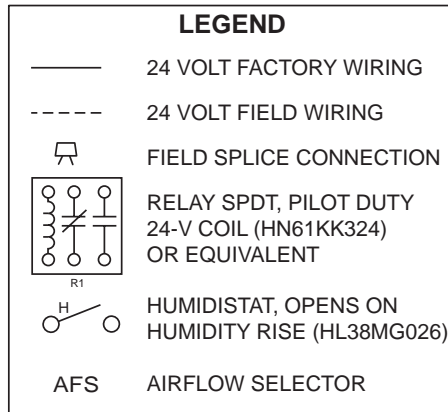 LEGEND
24 VOLT FACTORY WIRING
24 VOLT FIELD WIRING
FIELD SPLICE CONNECTION
RELAY SPDT, PILOT DUTY
24-V COIL (HN61KK324)
OR EQUIVALENT
R1
H
HUMIDISTAT, OPENS ON
HUMIDITY RISE (HL38MG026)
AFS AIRFLOW SELECTOR